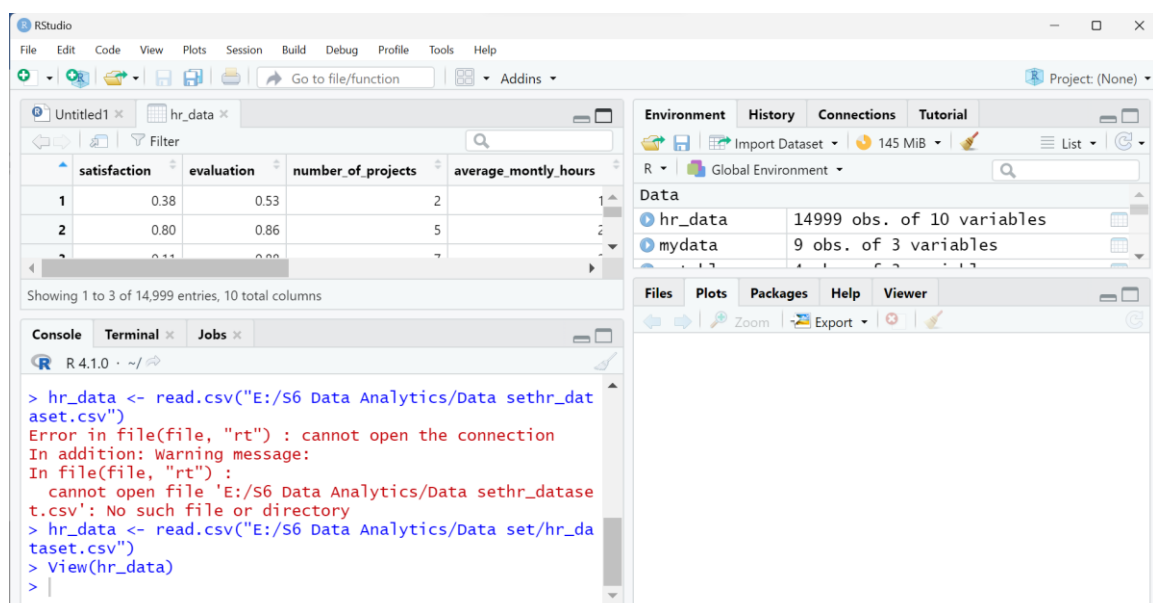 RStudio
File Edit Code View Plots Session Build Debug Profile Tools Help
Go to file/function Addins Project: (None)
Untitled1 hr_data
Filter
satisfaction evaluation number_of_projects average_montly_hours
1 0.38 0.53 2
2 0.80 0.86 5
Showing 1 to 3 of 14,999 entries, 10 total columns
Console Terminal Jobs
R 4.1.0 · ~/
> hr_data <- read.csv("E:/S6 Data Analytics/Data sethr_dat
aset.csv")
Error in file(file, "rt") : cannot open the connection
In addition: Warning message:
In file(file, "rt") :
cannot open file 'E:/S6 Data Analytics/Data sethr_datase
t.csv': No such file or directory
> hr_data <- read.csv("E:/S6 Data Analytics/Data set/hr_da
taset.csv")
> View(hr_data)
>
Environment History Connections Tutorial
Import Dataset 145 MiB List
R Global Environment
Data
hr_data 14999 obs. of 10 variables
mydata 9 obs. of 3 variables
Files Plots Packages Help Viewer
Zoom Export